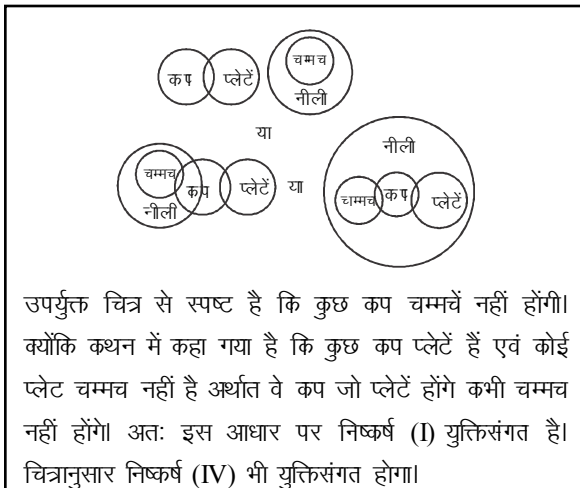 कप प्लेटें चम्मच
नीली
या
नीली
चम्मच कप प्लेटें या चम्मच कप प्लेटें
नीली
उपर्युक्त चित्र से स्पष्ट है कि कुछ कप चम्मचें नहीं होंगी।
क्योंकि कथन में कहा गया है कि कुछ कप प्लेटें हैं एवं कोई
प्लेट चम्मच नहीं है अर्थात वे कप जो प्लेटें होंगे कभी चम्मच
नहीं होंगे। अतः इस आधार पर निष्कर्ष (I) युक्तिसंगत है।
चित्रानुसार निष्कर्ष (IV) भी युक्तिसंगत होगा।